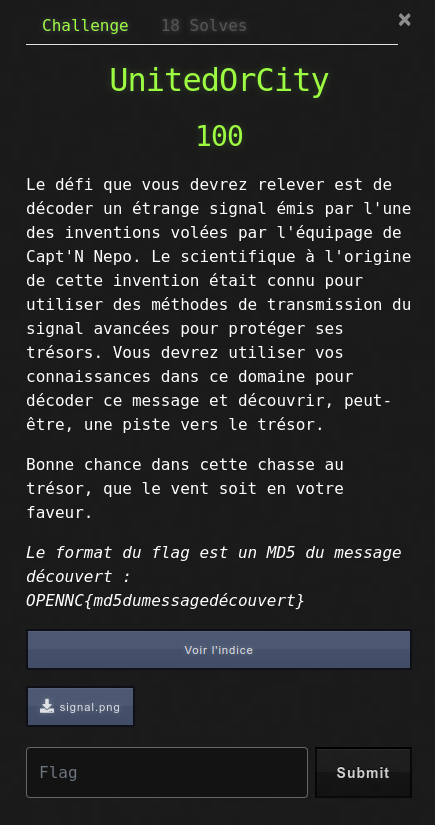 Challenge 18 Solves ×
UnitedOrCity
100
Le défi que vous devrez relever est de
décoder un étrange signal émis par l'une
des inventions volées par l'équipage de
Capt'N Nepo. Le scientifique à l'origine
de cette invention était connu pour
utiliser des méthodes de transmission du
signal avancées pour protéger ses
trésors. Vous devrez utiliser vos
connaissances dans ce domaine pour
décoder ce message et découvrir, peut-
être, une piste vers le trésor.
Bonne chance dans cette chasse au
trésor, que le vent soit en votre
faveur.
Le format du flag est un MD5 du message
découvert :
OPENNC{md5dumessagedécouvert}
Voir l'indice
signal.png
Flag Submit